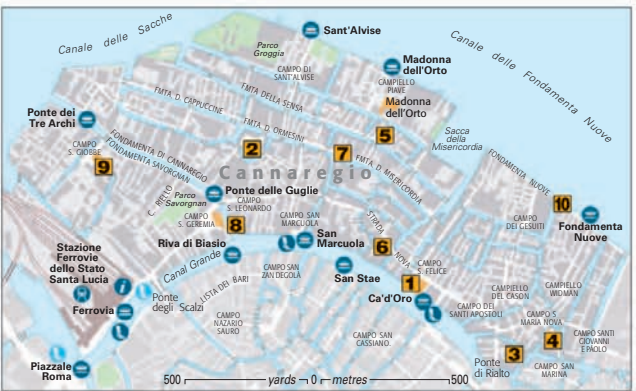 Canale delle Sacche
Sant'Alvise
Parco
Groggia
CAMPO DI
SANT'ALVISE
Madonna
dell'Orto
CAMPIELLO
PIAVE
Madonna
dell'Orto
Canale delle Fondamenta Nuove
Ponte dei
Tre Archi
FMTA. D. CAPPUCCINE
FMTA DELLA SENSA
FMTA. D. ORMESINI
5
Sacca
della
Misericordia
CAMPO
S. GIOBBE
9
FONDAMENTA DI CANNAREGIO
FONDAMENTA SAVORGNAN
2
7
FMTA. D. MISERICORDIA
FONDAMENTA NUOVE
Cannaregio
C. RIELLO
Parco
Savorgnan
Ponte delle Guglie
CAMPO
S. LEONARDO
CAMPO
S. GEREMIA
8
CAMPO SAN
MARCUOLA
STRADA NOVA
10
CAMPO
DEI GESUITI
Fondamenta
Nuove
Stazione
Ferrovie
dello Stato
Santa Lucia
Riva di Biasio
San
Marcuola
6
Canal Grande
CAMPO SAN
ZAN DEGOLÀ
San Stae
CAMPO
S. FELICE
1
Ca'd'Oro
LISTA DEI BARI
i
Ferrovia
Ponte
degli Scalzi
CAMPO
NAZARIO
SAURO
CAMPO SAN
CASSIANO
CAMPO DEI
SANTI APOSTOLI
CAMPIELLO
DEL CASON
CAMPIELLO
WIDMAN
CAMPO S.
MARIA NOVA
4
CAMPO SANTI
GIOVANNI
E PAOLO
3
Ponte
di Rialto
CAMPO SAN
MARINA
Piazzale
Roma
500 yards 0 metres 500